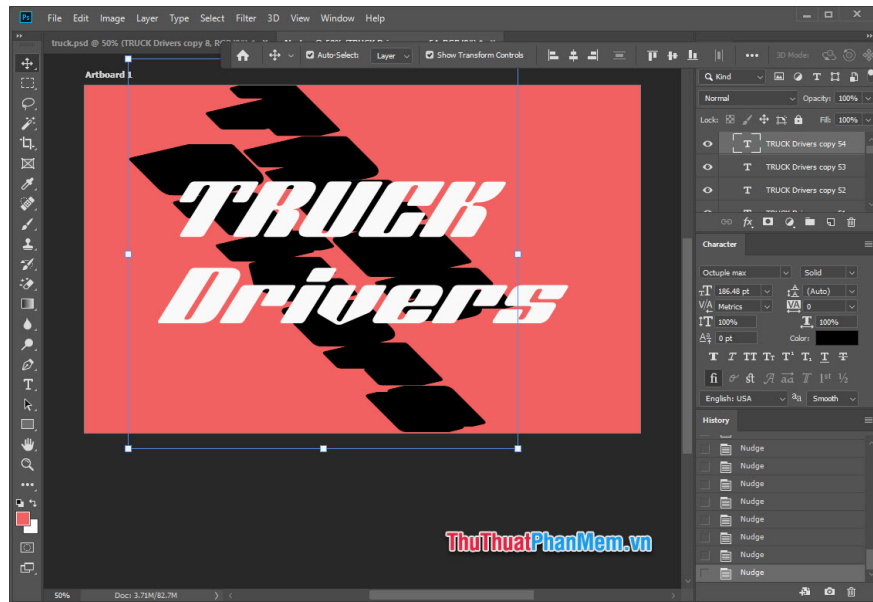 Ps File Edit Image Layer Type Select Filter 3D View Window Help
truck.psd @ 50% (TRUCK Drivers copy 8,
Auto-Select: Layer Show Transform Controls 3D Mode:
Artboard 1
TRUCK
Drivers
Kind
Normal Opacity: 100%
Lock: Fill: 100%
TRUCK Drivers copy 54
TRUCK Drivers copy 53
TRUCK Drivers copy 52
Character
Octuple max Solid
186.48 pt (Auto)
Metrics 0
100% 100%
0 pt Color:
English: USA Smooth
History
Nudge
Nudge
Nudge
Nudge
Nudge
Nudge
Nudge
Nudge
ThuThuatPhanMem.vn
50% Doc: 3.71M/82.7M